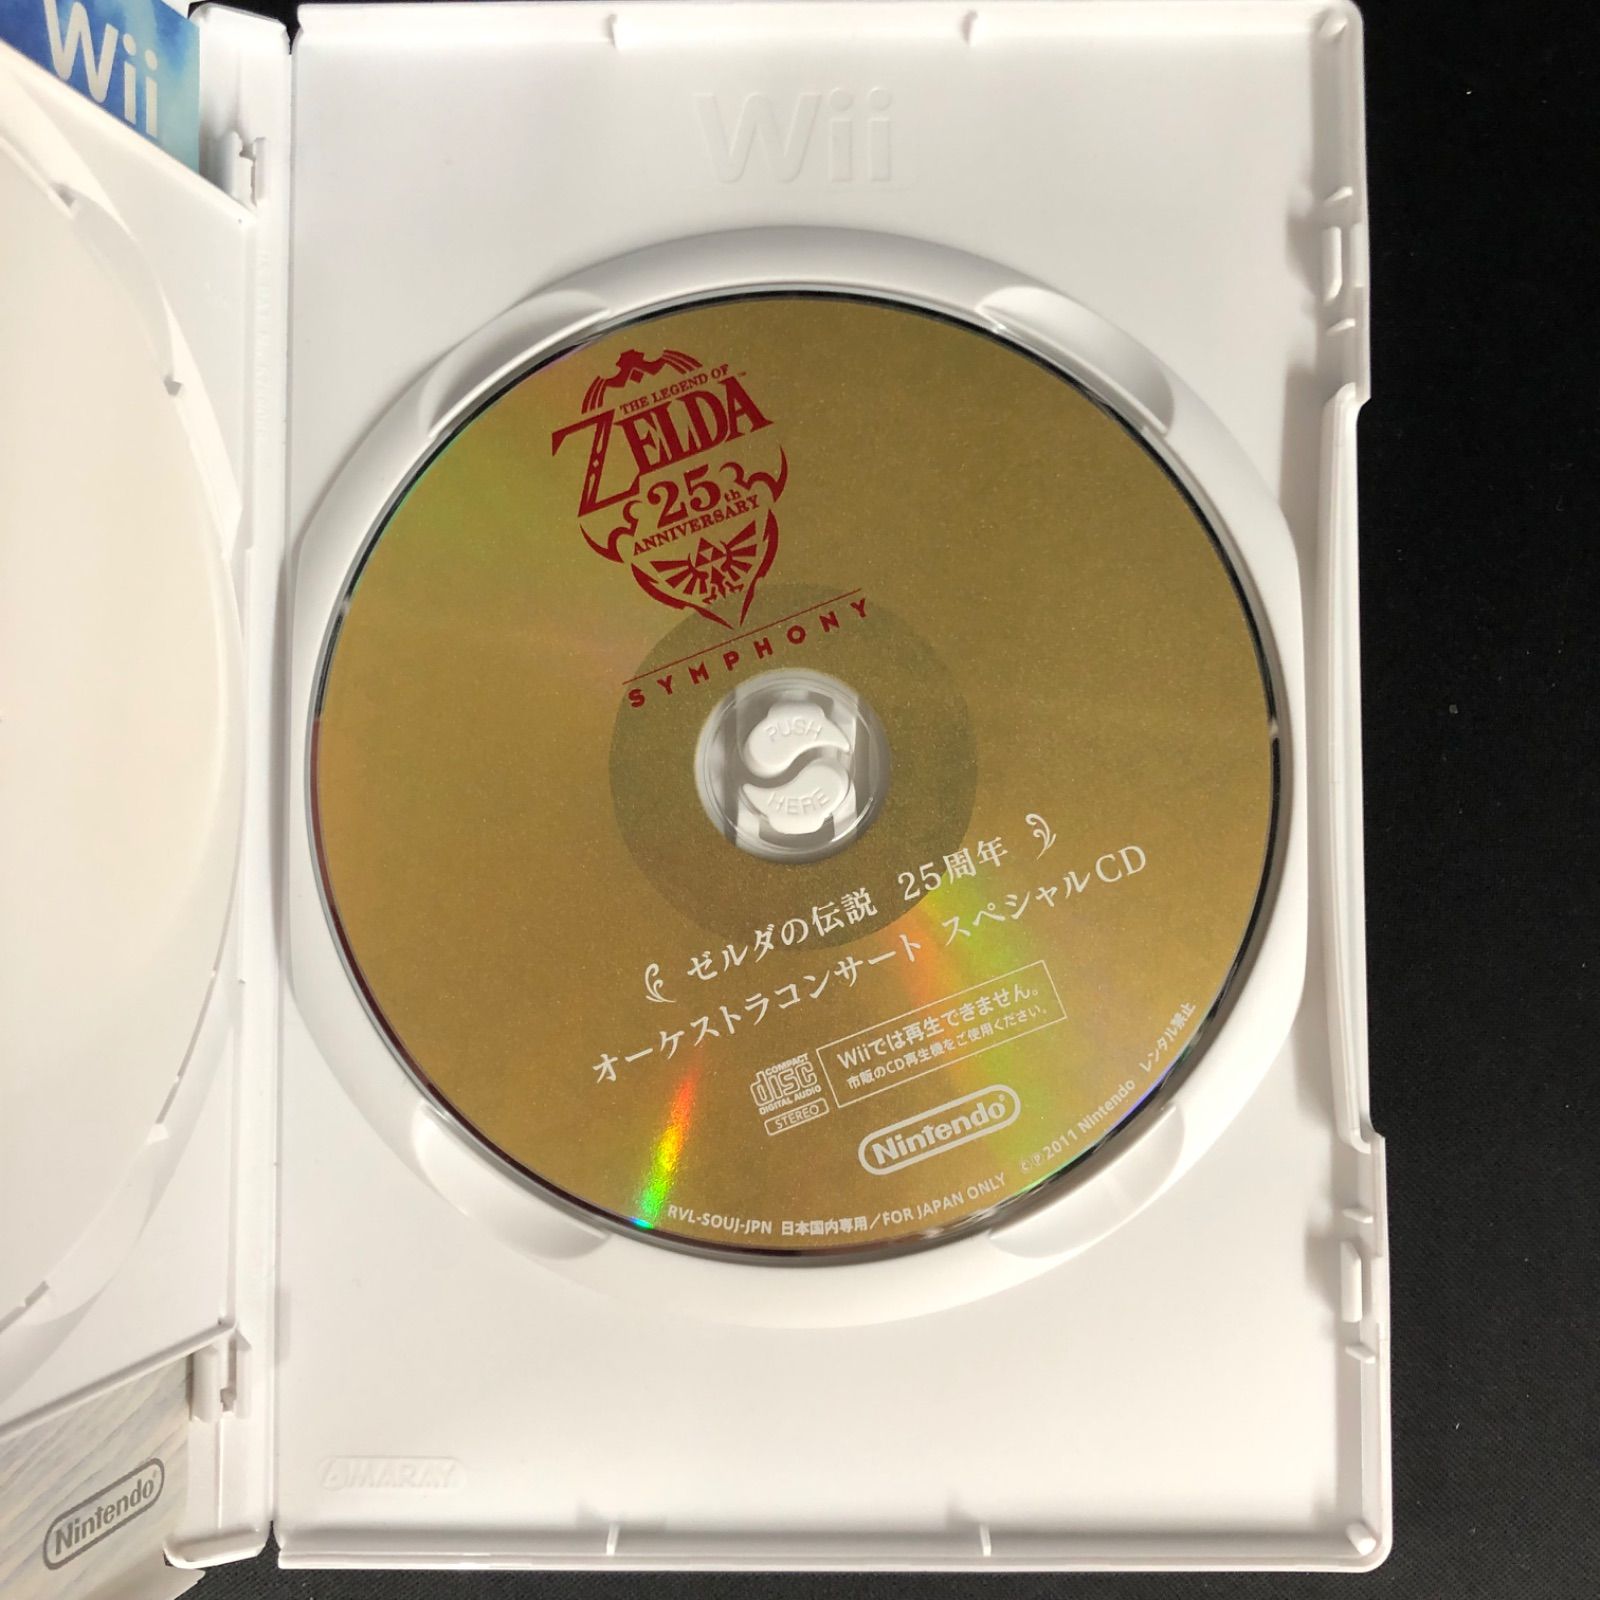 Wii
Wii
THE LEGEND OF
ZELDA™
25th
ANNIVERSARY
SYMPHONY
PUSH
HERE
ゼルダの伝説 25周年
オーケストラコンサート スペシャルCD
COMPACT
disc
DIGITAL AUDIO
STEREO
Wiiでは再生できません。
市販のCD再生機をご使用ください。
Nintendo®
RVL-SOUJ-JPN 日本国内専用/FOR JAPAN ONLY ©℗2011 Nintendo レンタル禁止
AMARAY
Nintendo®